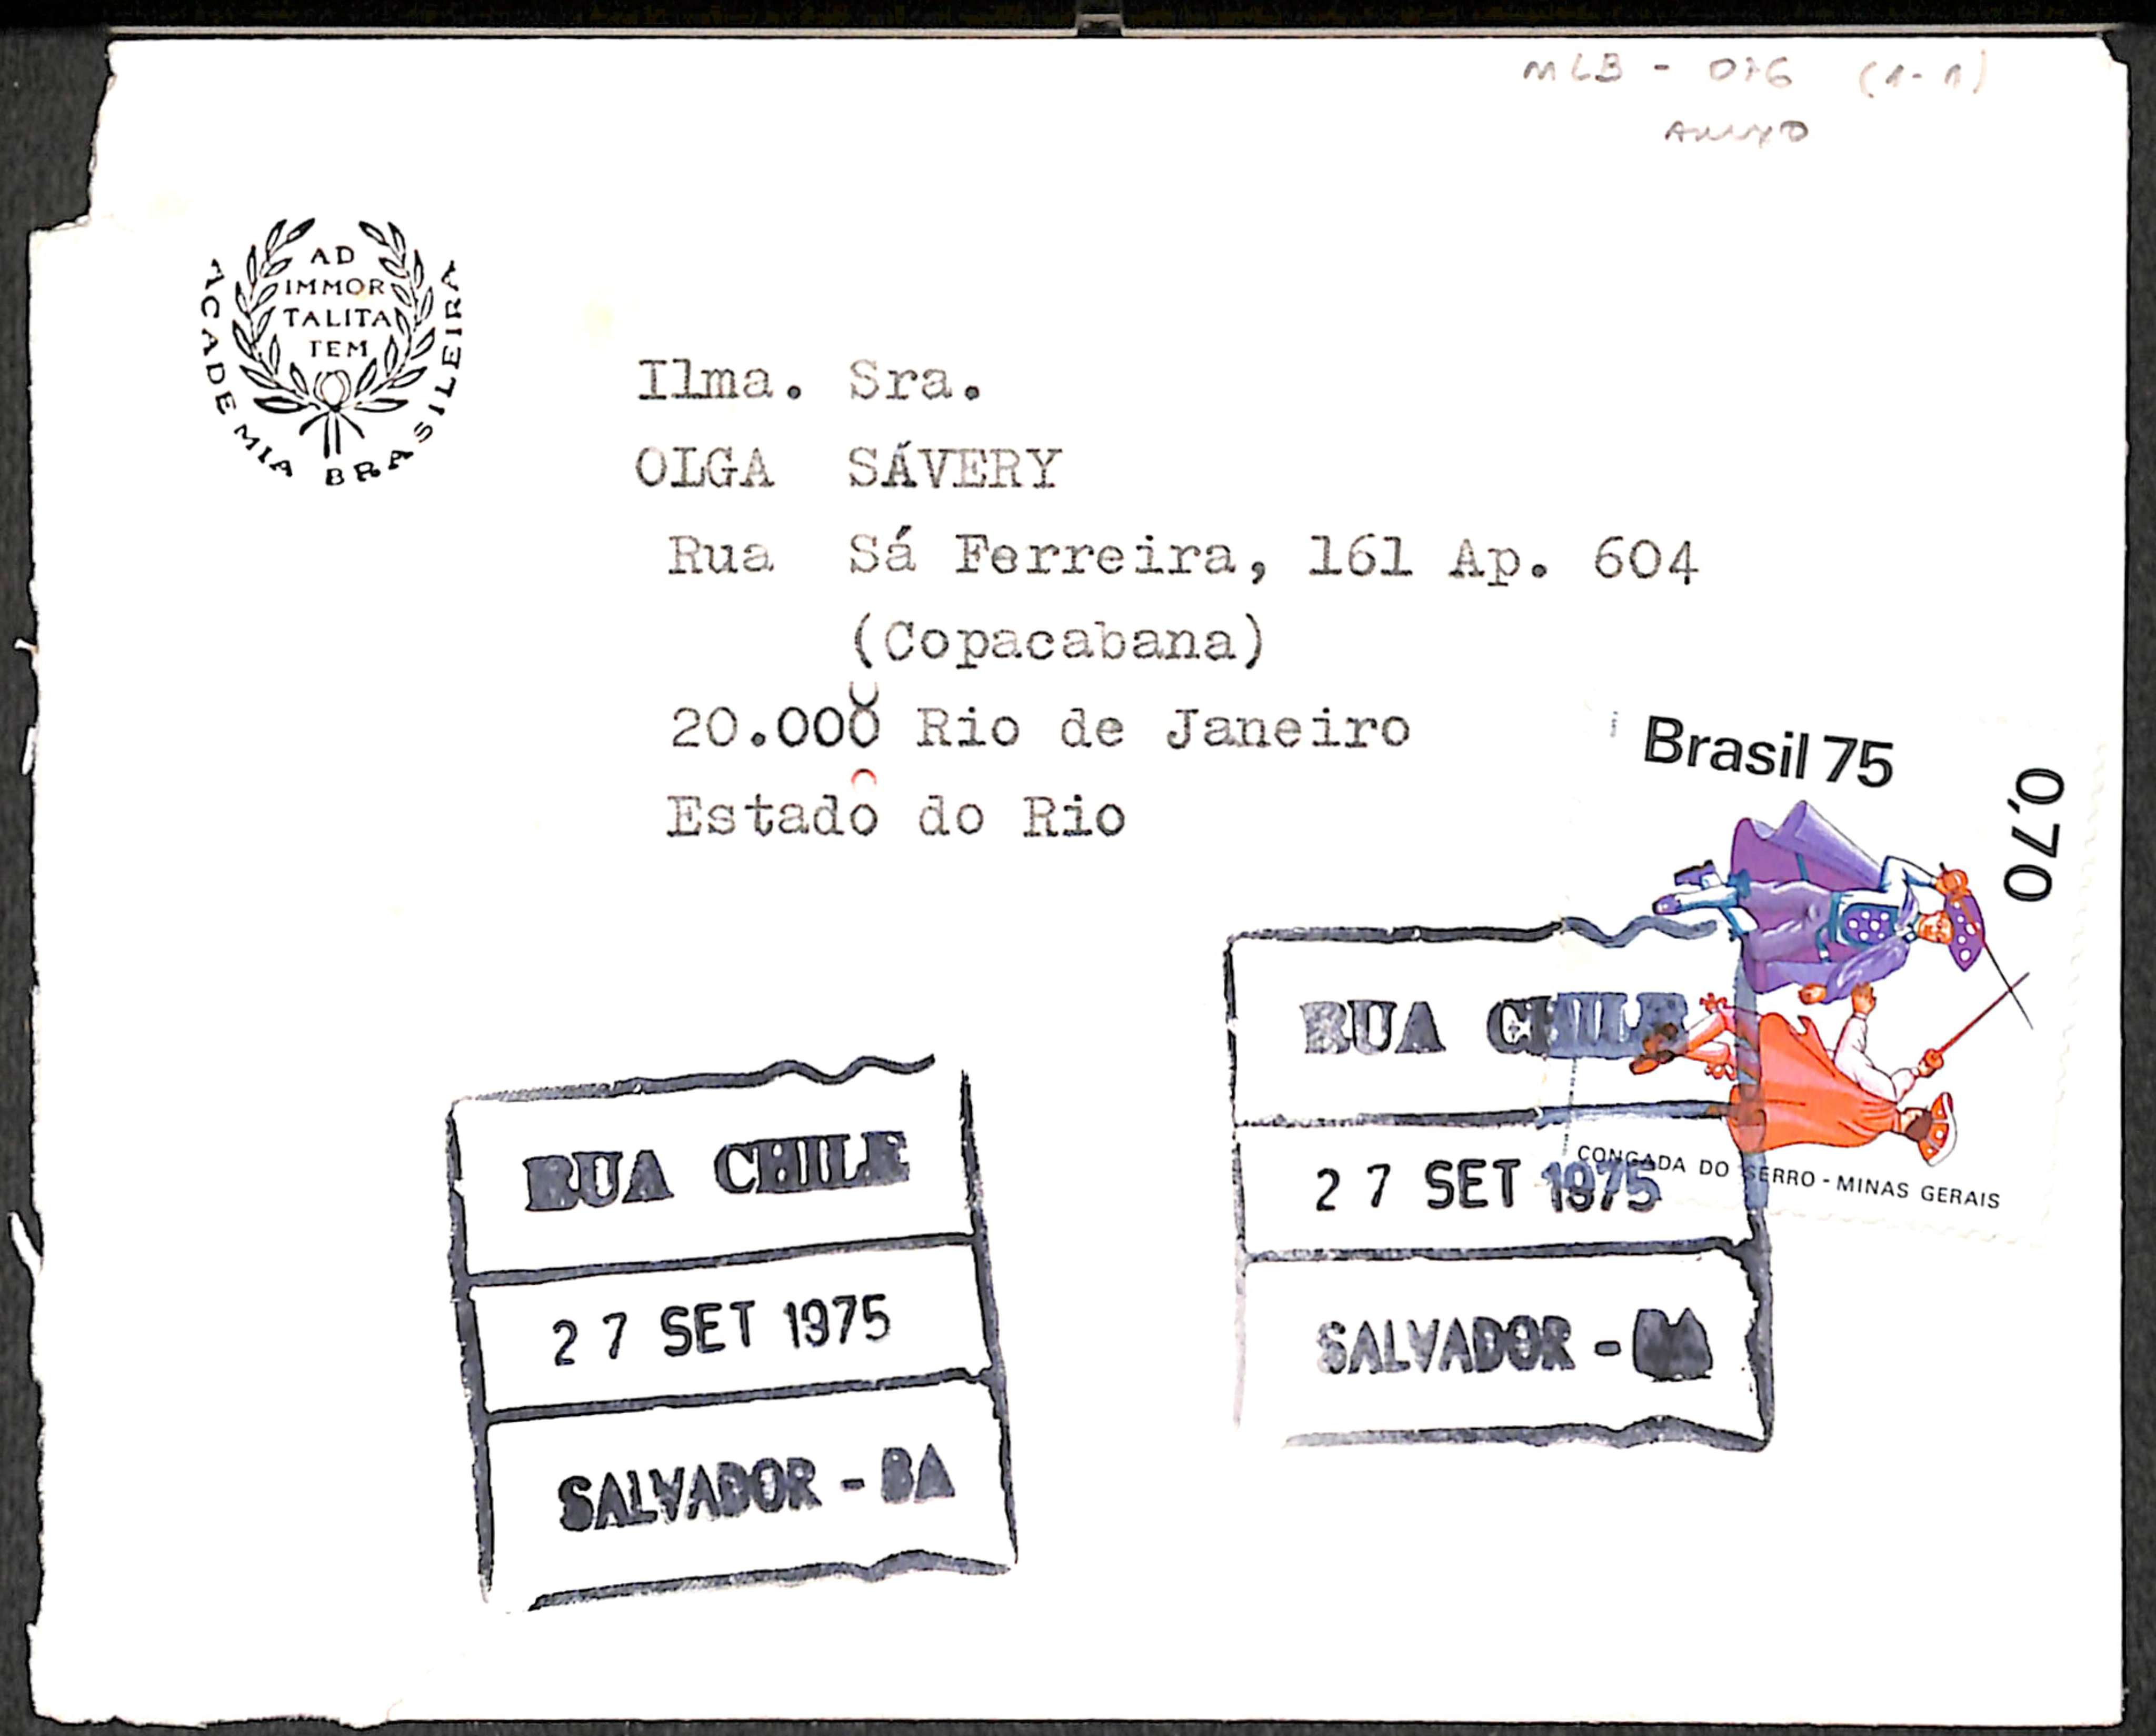 MLB - 076 (1-1)
ANEXO
AD
IMMOR
TALITA
TEM
ACADEMIA BRASILEIRA
Ilma. Sra.
OLGA SÁVERY
Rua Sá Ferreira, 161 Ap. 604
(Copacabana)
20.000 Rio de Janeiro
Estado do Rio
Brasil 75
0,70
CONGADA DO SERRO - MINAS GERAIS
RUA CHILE
27 SET 1975
SALVADOR - BA
RUA CHILE
27 SET 1975
SALVADOR - BA